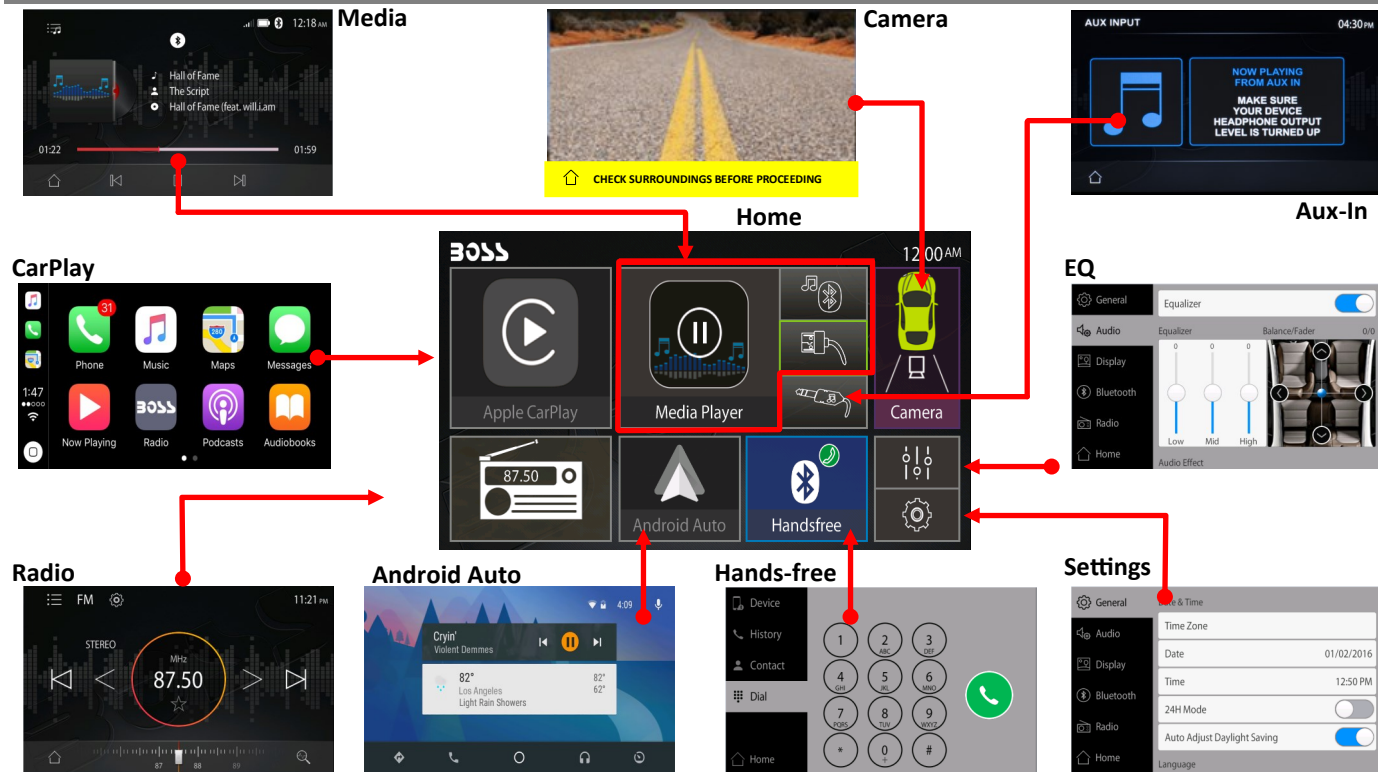 Media
12:18 AM
Hall of Fame
The Script
Hall of Fame (feat. will.i.am
01:22
01:59
Camera
CHECK SURROUNDINGS BEFORE PROCEEDING
AUX INPUT
04:30 PM
NOW PLAYING
FROM AUX IN
MAKE SURE
YOUR DEVICE
HEADPHONE OUTPUT
LEVEL IS TURNED UP
Aux-In
Home
BOSS
12:00 AM
Apple CarPlay
Media Player
Camera
87.50
Android Auto
Handsfree
CarPlay
31
280
Phone
Music
Maps
Messages
1:47
BOSS
Now Playing
Radio
Podcasts
Audiobooks
EQ
General
Audio
Display
Bluetooth
Radio
Home
Equalizer
Equalizer
Balance/Fader
0/0
0
0
0
Low
Mid
High
Audio Effect
Radio
FM
11:21 PM
STEREO
MHz
87.50
87
88
89
Android Auto
4:09
Cryin'
Violent Demmes
82°
Los Angeles
Light Rain Showers
82°
62°
Hands-free
Device
History
Contact
Dial
Home
1
2
ABC
3
DEF
4
GHI
5
JKL
6
MNO
7
PQRS
8
TUV
9
WXYZ
*
0
+
#
Settings
General
Audio
Display
Bluetooth
Radio
Home
Date & Time
Time Zone
Date
01/02/2016
Time
12:50 PM
24H Mode
Auto Adjust Daylight Saving
Language